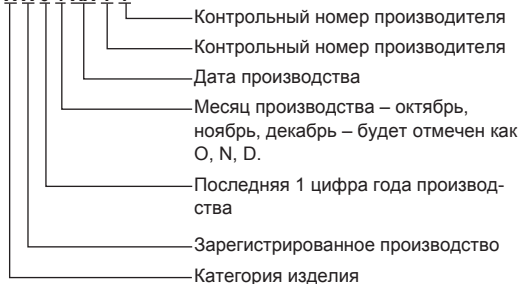 Контрольный номер производителя
Контрольный номер производителя
Дата производства
Месяц производства – октябрь,
ноябрь, декабрь – будет отмечен как
O, N, D.
Последняя 1 цифра года производ-
ства
Зарегистрированное производство
Категория изделия